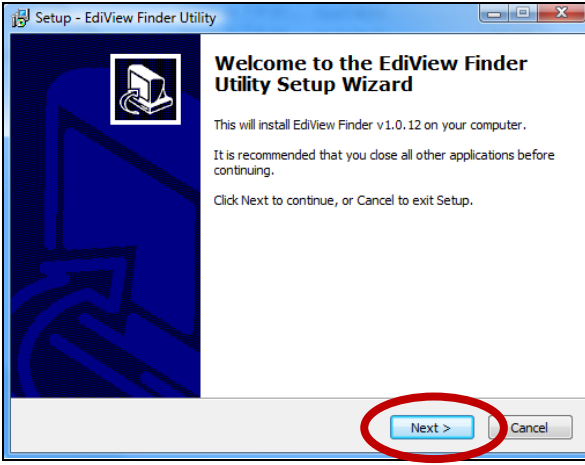 Setup - EdiView Finder Utility
Welcome to the EdiView Finder
Utility Setup Wizard
This will install EdiView Finder v1.0.12 on your computer.
It is recommended that you close all other applications before
continuing.
Click Next to continue, or Cancel to exit Setup.
Next >
Cancel